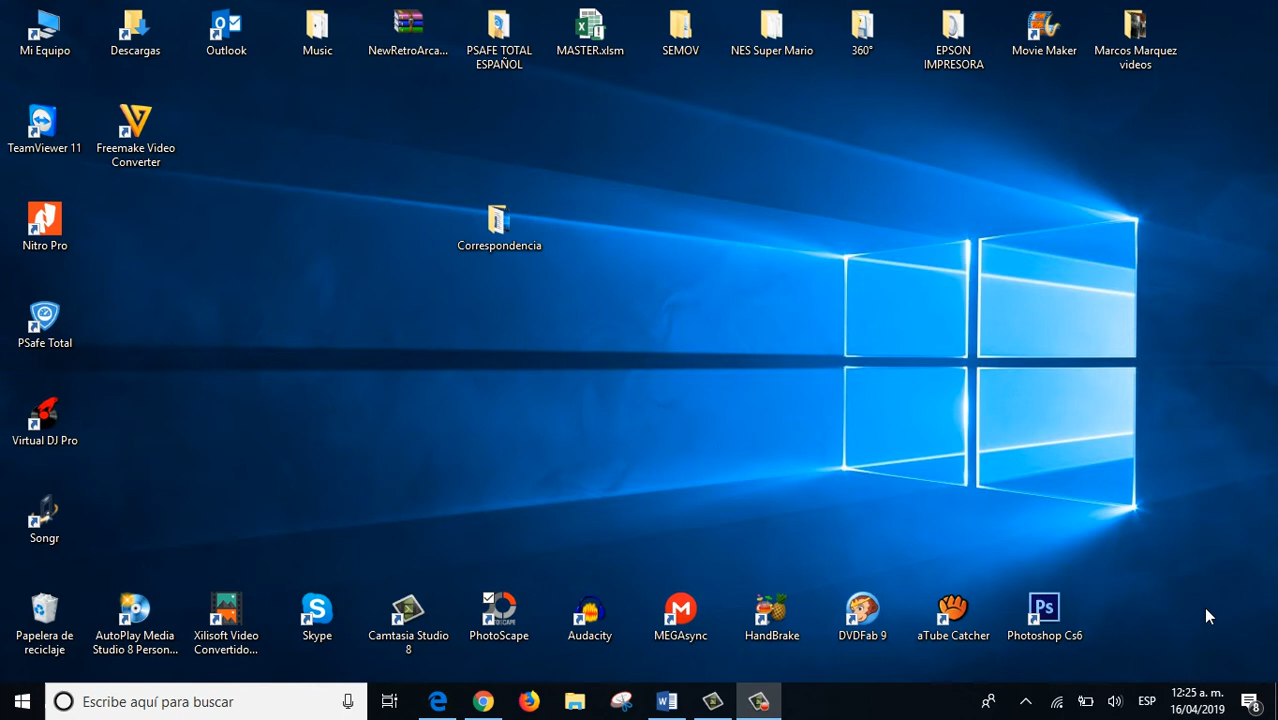 Mi Equipo
Descargas
Outlook
Music
NewRetroArca...
PSAFE TOTAL
ESPAÑOL
MASTER.xlsm
SEMOV
NES Super Mario
360°
EPSON
IMPRESORA
Movie Maker
Marcos Marquez
videos
TeamViewer 11
Freemake Video
Converter
Nitro Pro
Correspondencia
PSafe Total
Virtual DJ Pro
Songr
Papelera de
reciclaje
AutoPlay Media
Studio 8 Person...
Xilisoft Video
Convertido...
Skype
Camtasia Studio
8
PhotoScape
Audacity
MEGAsync
HandBrake
DVDFab 9
aTube Catcher
Ps
Photoshop Cs6
Escribe aquí para buscar
ESP
12:25 a. m.
16/04/2019
8